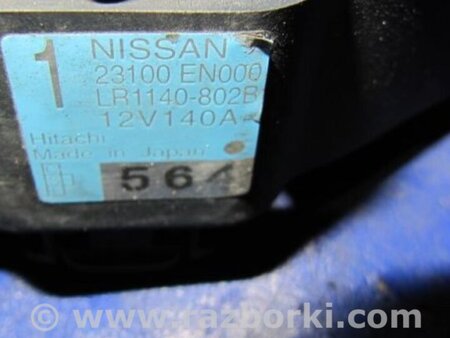 1
NISSAN
23100 EN000
LR1140-802B
12V140A
Hitachi
Made in Japan
564
© www.razborki.com